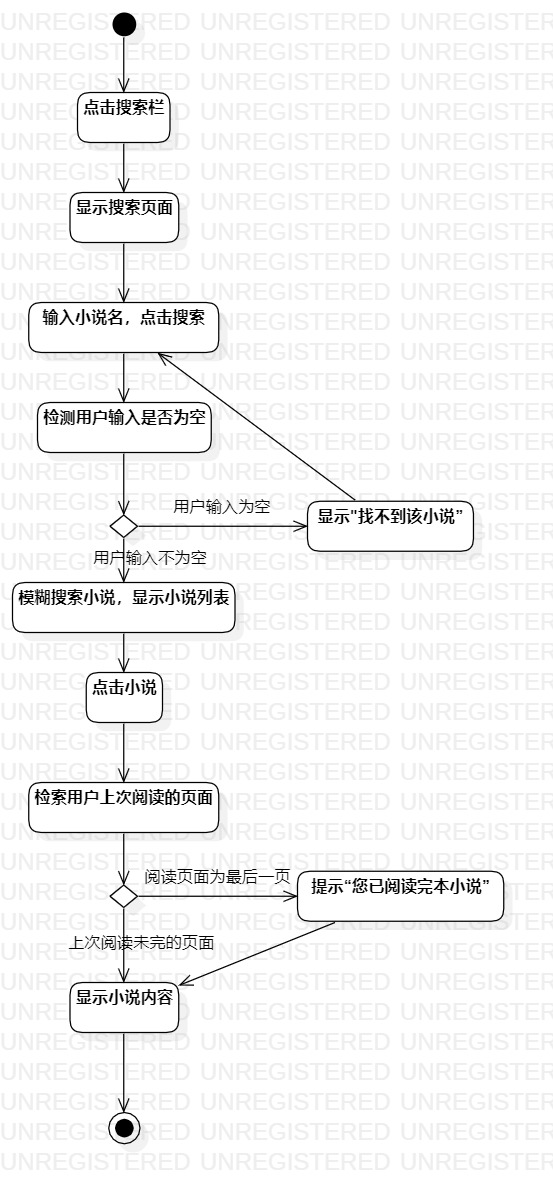 点击搜索栏
显示搜索页面
输入小说名，点击搜索
检测用户输入是否为空
用户输入为空
显示"找不到该小说”
用户输入不为空
模糊搜索小说，显示小说列表
点击小说
检索用户上次阅读的页面
阅读页面为最后一页
提示“您已阅读完本小说”
上次阅读未完的页面
显示小说内容